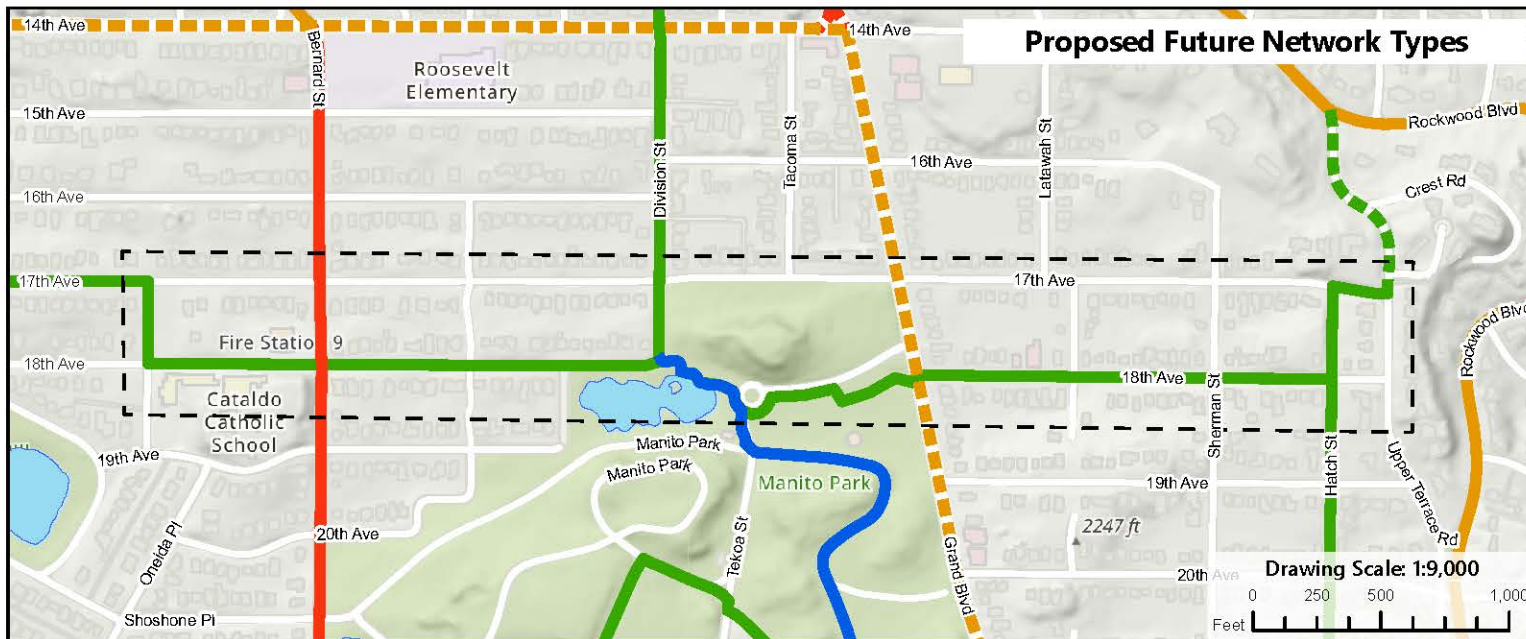 Proposed Future Network Types
14th Ave
14th Ave
Bernard St
Roosevelt
Elementary
15th Ave
Division St
Tacoma St
Latawah St
Rockwood Blvd
16th Ave
16th Ave
Crest Rd
17th Ave
17th Ave
Fire Station 9
18th Ave
18th Ave
Cataldo
Catholic
School
Sherman St
Hatch St
Rockwood Blvd
19th Ave
Manito Park
Manito Park
Manito Park
19th Ave
Upper Terrace Rd
Oneida Pl
20th Ave
Tekoa St
Grand Blvd
2247 ft
20th Ave
Shoshone Pl
Drawing Scale: 1:9,000
0 250 500 1,000
Feet